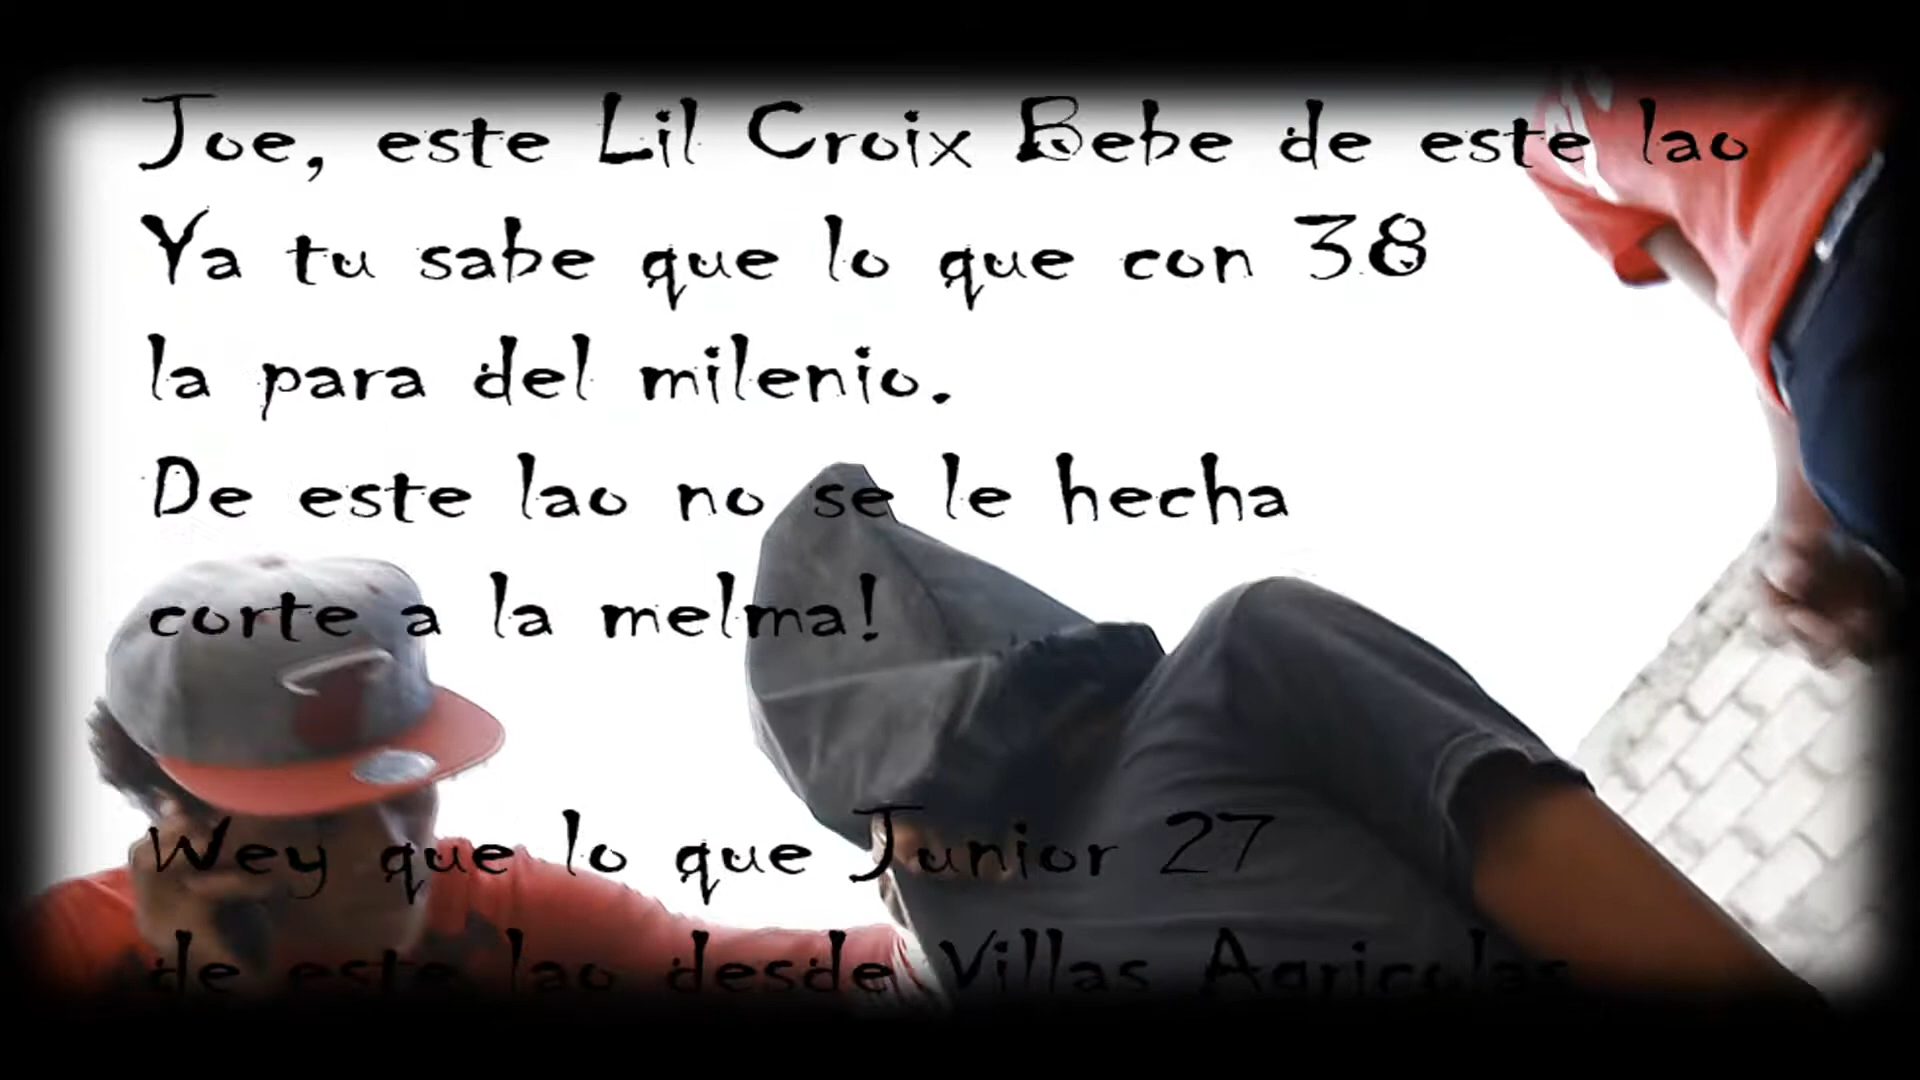 Joe, este Lil Croix Bebe de este lao
Ya tu sabe que lo que con 38
la para del milenio.
De este lao no se le hecha
corte a la melma!
Wey que lo que Junior 27
de este lao desde Villas Agricolas